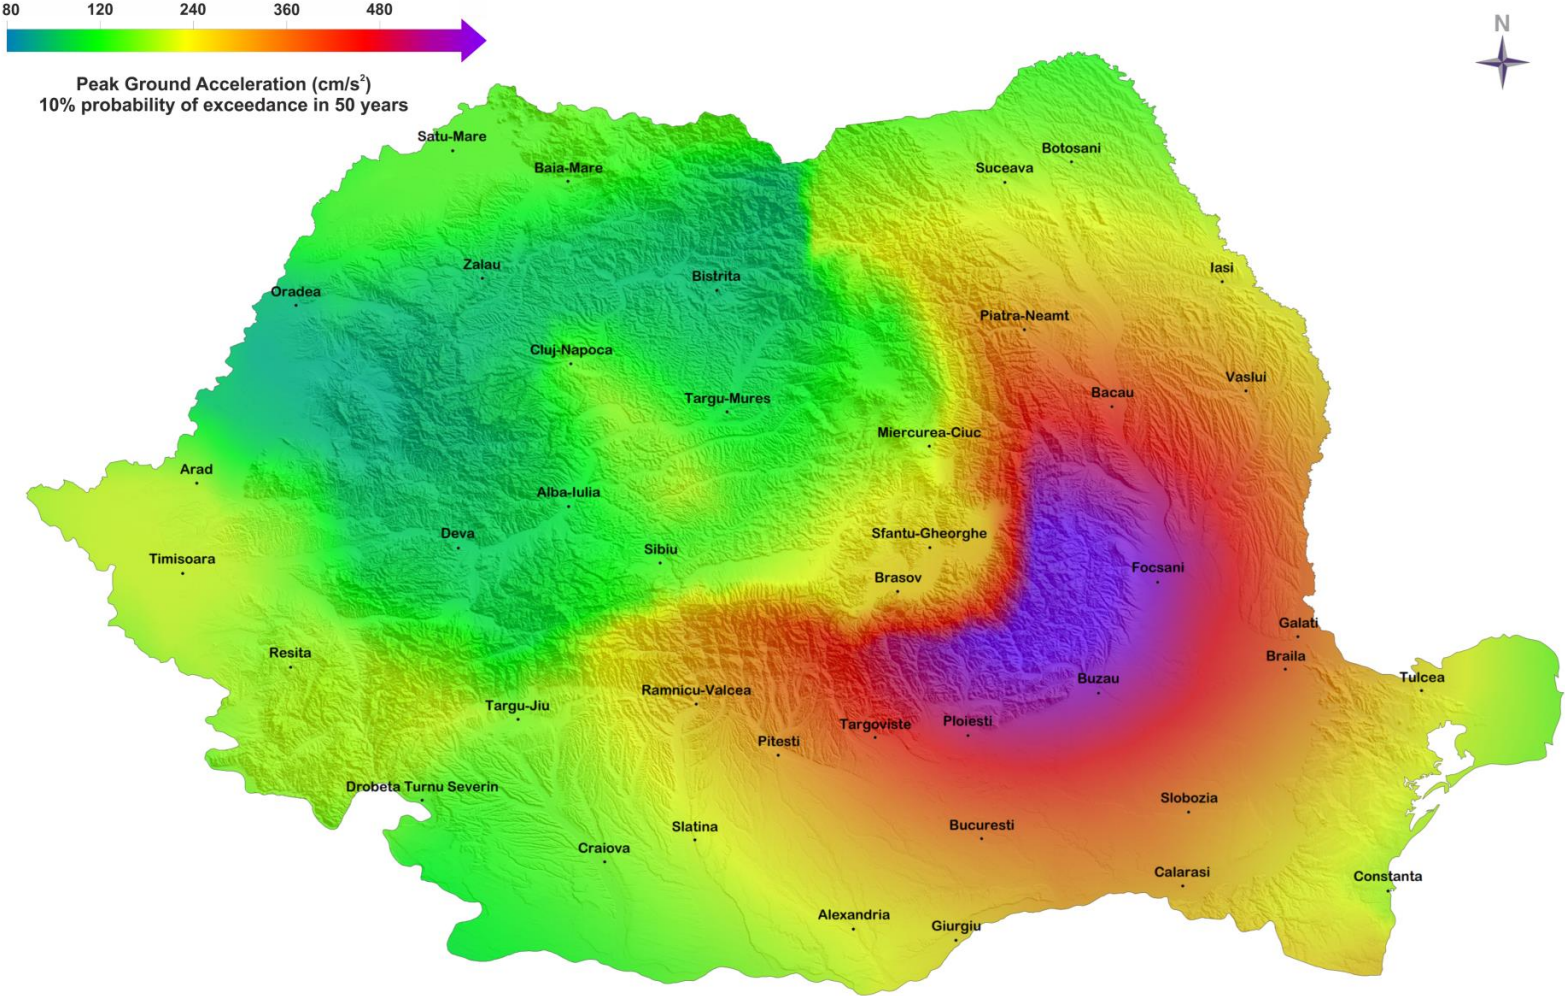 80 120 240 360 480
Peak Ground Acceleration (cm/s²)
10% probability of exceedance in 50 years
N
Satu-Mare
Baia-Mare
Botosani
Suceava
Zalau
Bistrita
Iasi
Oradea
Piatra-Neamt
Cluj-Napoca
Vaslui
Targu-Mures
Bacau
Miercurea-Ciuc
Arad
Alba-Iulia
Deva
Sfantu-Gheorghe
Sibiu
Timisoara
Focsani
Brasov
Galati
Resita
Braila
Tulcea
Buzau
Ramnicu-Valcea
Targu-Jiu
Targoviste
Ploiesti
Pitesti
Drobeta Turnu Severin
Slobozia
Slatina
Bucuresti
Craiova
Calarasi
Constanta
Alexandria
Giurgiu